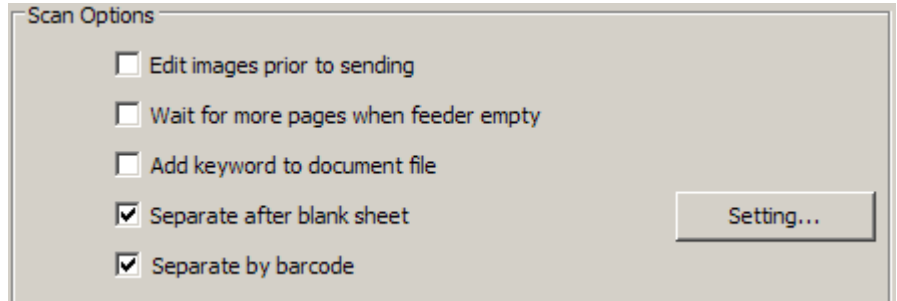 Scan Options
Edit images prior to sending
Wait for more pages when feeder empty
Add keyword to document file
Separate after blank sheet
Setting...
Separate by barcode